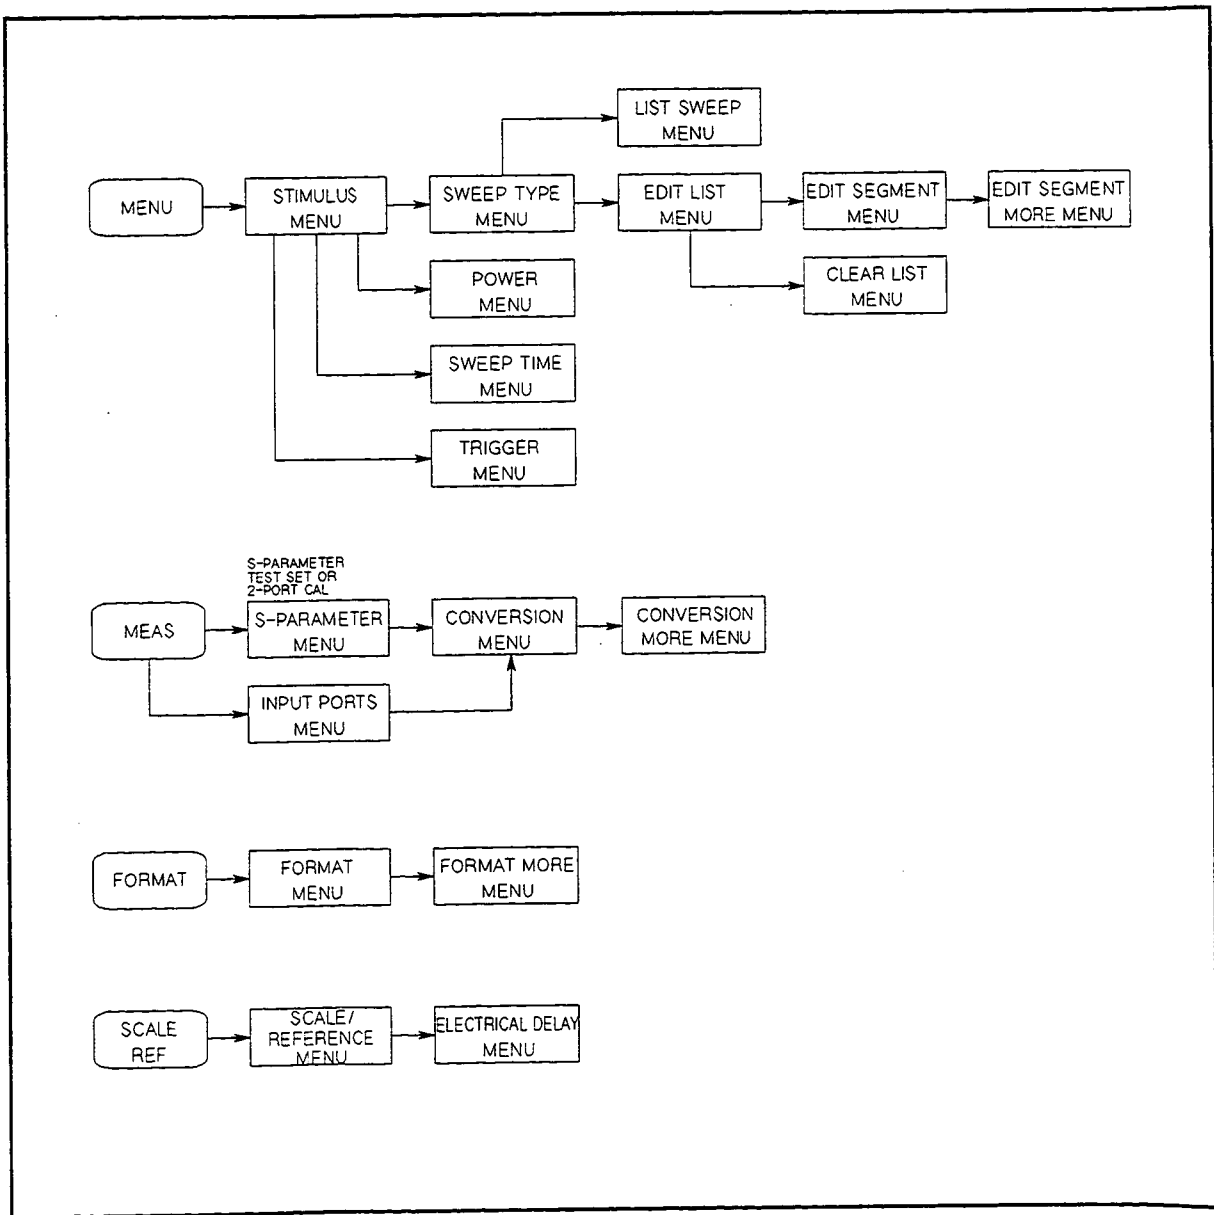 LIST SWEEP
MENU
MENU
STIMULUS
MENU
SWEEP TYPE
MENU
EDIT LIST
MENU
EDIT SEGMENT
MENU
EDIT SEGMENT
MORE MENU
POWER
MENU
CLEAR LIST
MENU
SWEEP TIME
MENU
TRIGGER
MENU
S-PARAMETER
TEST SET OR
2-PORT CAL
MEAS
S-PARAMETER
MENU
CONVERSION
MENU
CONVERSION
MORE MENU
INPUT PORTS
MENU
FORMAT
FORMAT
MENU
FORMAT MORE
MENU
SCALE
REF
SCALE/
REFERENCE
MENU
ELECTRICAL DELAY
MENU